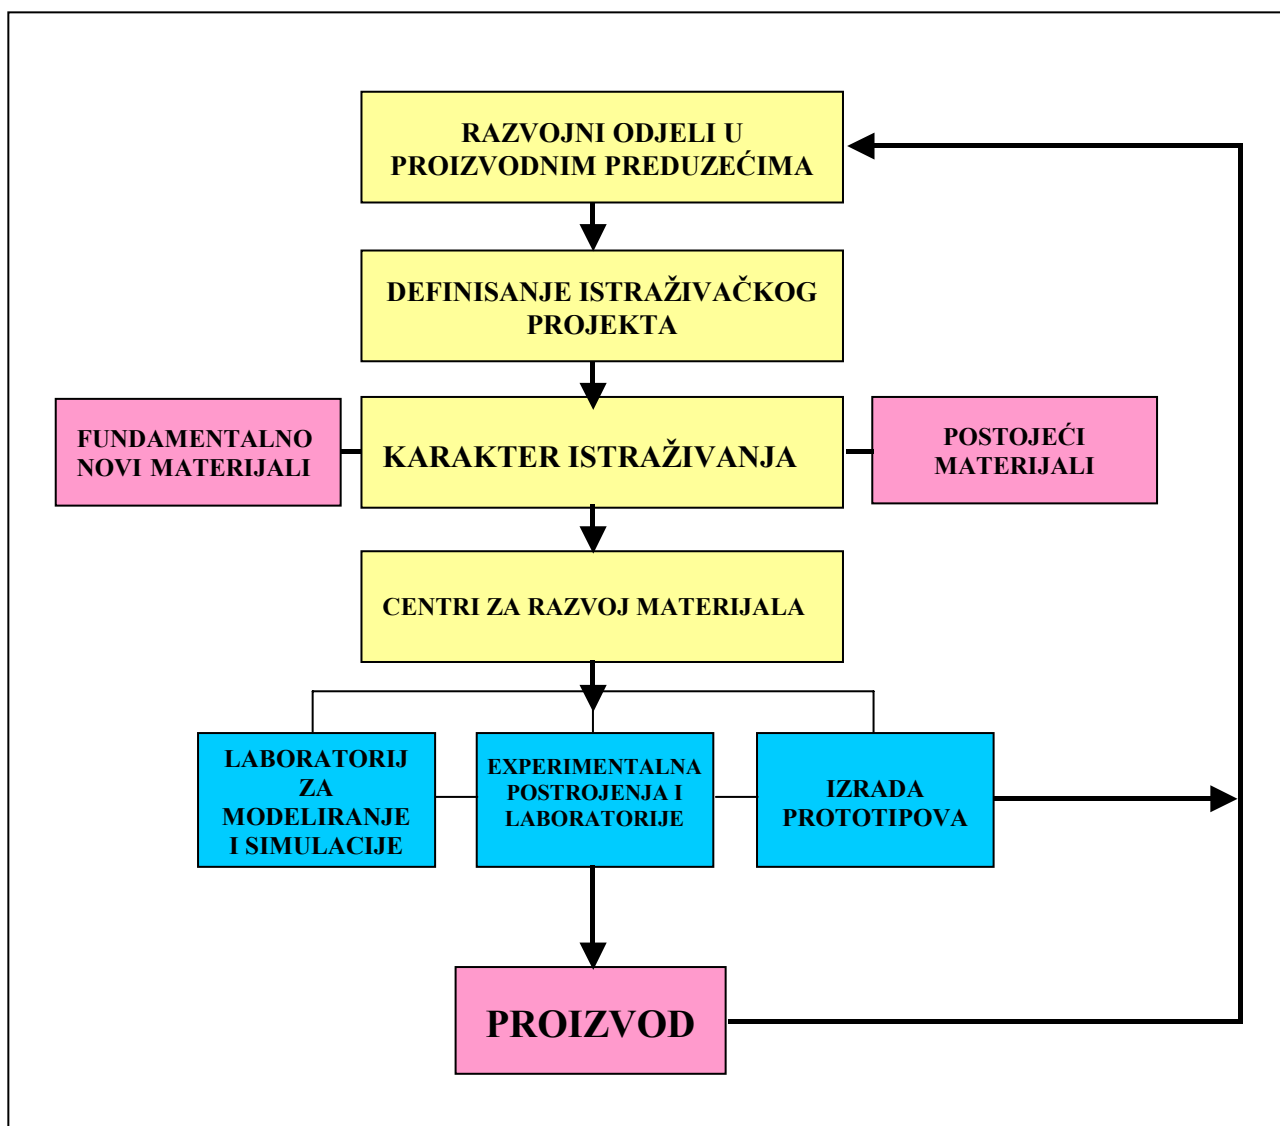 RAZVOJNI ODJELI U
PROIZVODNIM PREDUZEĆIMA
DEFINISANJE ISTRAŽIVAČKOG
PROJEKTA
FUNDAMENTALNO
NOVI MATERIJALI
KARAKTER ISTRAŽIVANJA
POSTOJEĆI
MATERIJALI
CENTRI ZA RAZVOJ MATERIJALA
LABORATORIJ
ZA
MODELIRANJE
I SIMULACIJE
EXPERIMENTALNA
POSTROJENJA I
LABORATORIJE
IZRADA
PROTOTIPOVA
PROIZVOD